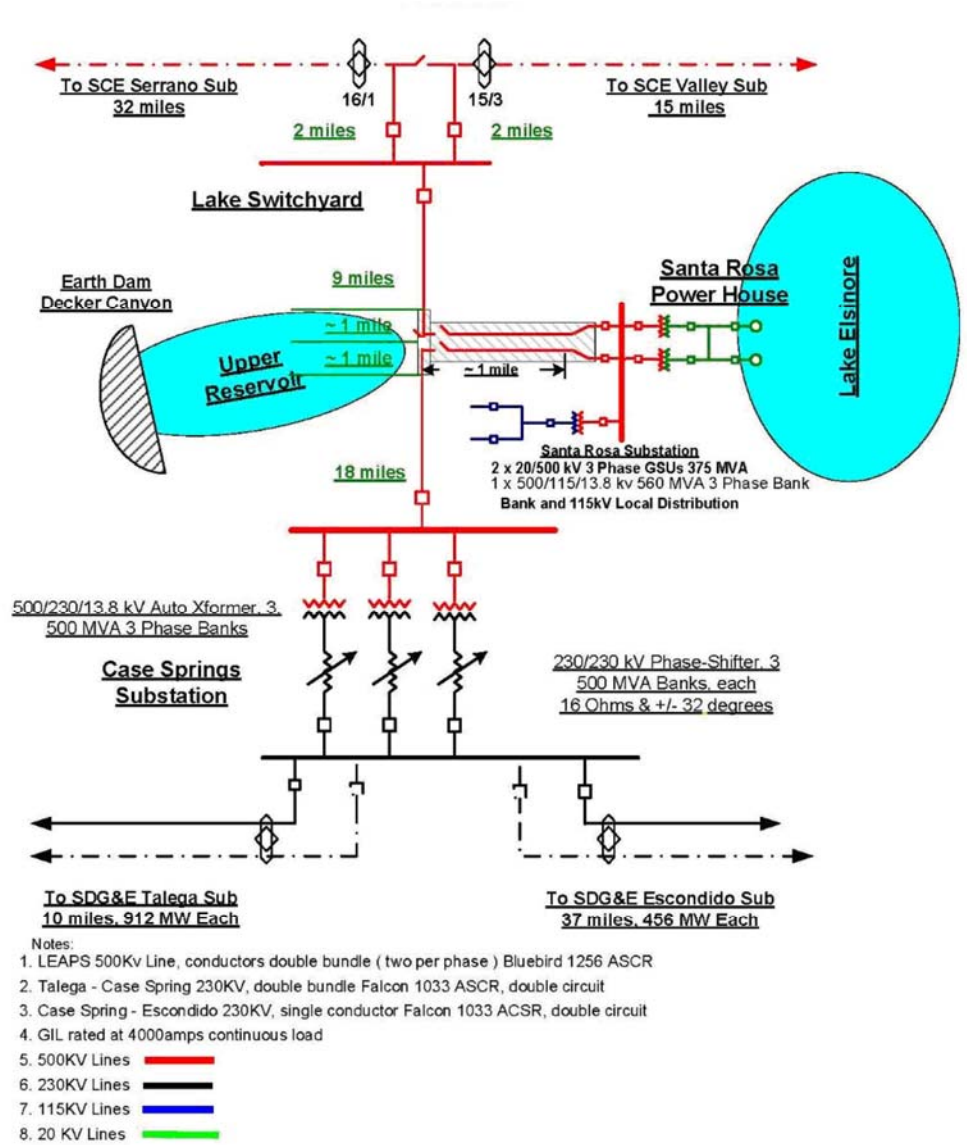 To SCE Serrano Sub
32 miles
16/1
15/3
To SCE Valley Sub
15 miles
2 miles
2 miles
Lake Switchyard
Earth Dam
Decker Canyon
9 miles
~ 1 mile
~ 1 mile
Upper
Reservoir
~ 1 mile
Santa Rosa
Power House
Lake Elsinore
Santa Rosa Substation
2 x 20/500 kV 3 Phase GSUs 375 MVA
1 x 500/115/13.8 kv 560 MVA 3 Phase Bank
Bank and 115kV Local Distribution
18 miles
500/230/13.8 kV Auto Xformer, 3,
500 MVA 3 Phase Banks
Case Springs
Substation
230/230 kV Phase-Shifter, 3
500 MVA Banks, each
16 Ohms & +/- 32 degrees
To SDG&E Talega Sub
10 miles, 912 MW Each
To SDG&E Escondido Sub
37 miles, 456 MW Each
Notes:
1. LEAPS 500Kv Line, conductors double bundle ( two per phase ) Bluebird 1256 ASCR
2. Talega - Case Spring 230KV, double bundle Falcon 1033 ASCR, double circuit
3. Case Spring - Escondido 230KV, single conductor Falcon 1033 ACSR, double circuit
4. GIL rated at 4000amps continuous load
5. 500KV Lines
6. 230KV Lines
7. 115KV Lines
8. 20 KV Lines